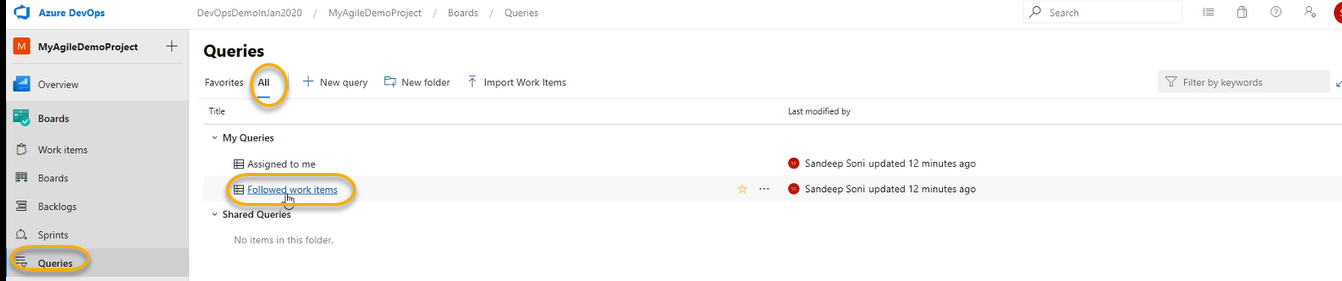 Azure DevOps
DevOpsDemoInJan2020 / MyAgileDemoProject / Boards / Queries
Search
M MyAgileDemoProject
Overview
Boards
Work items
Boards
Backlogs
Sprints
Queries
Queries
Favorites All New query New folder Import Work Items
Filter by keywords
Title Last modified by
My Queries
Assigned to me Sandeep Soni updated 12 minutes ago
Followed work items Sandeep Soni updated 12 minutes ago
Shared Queries
No items in this folder.